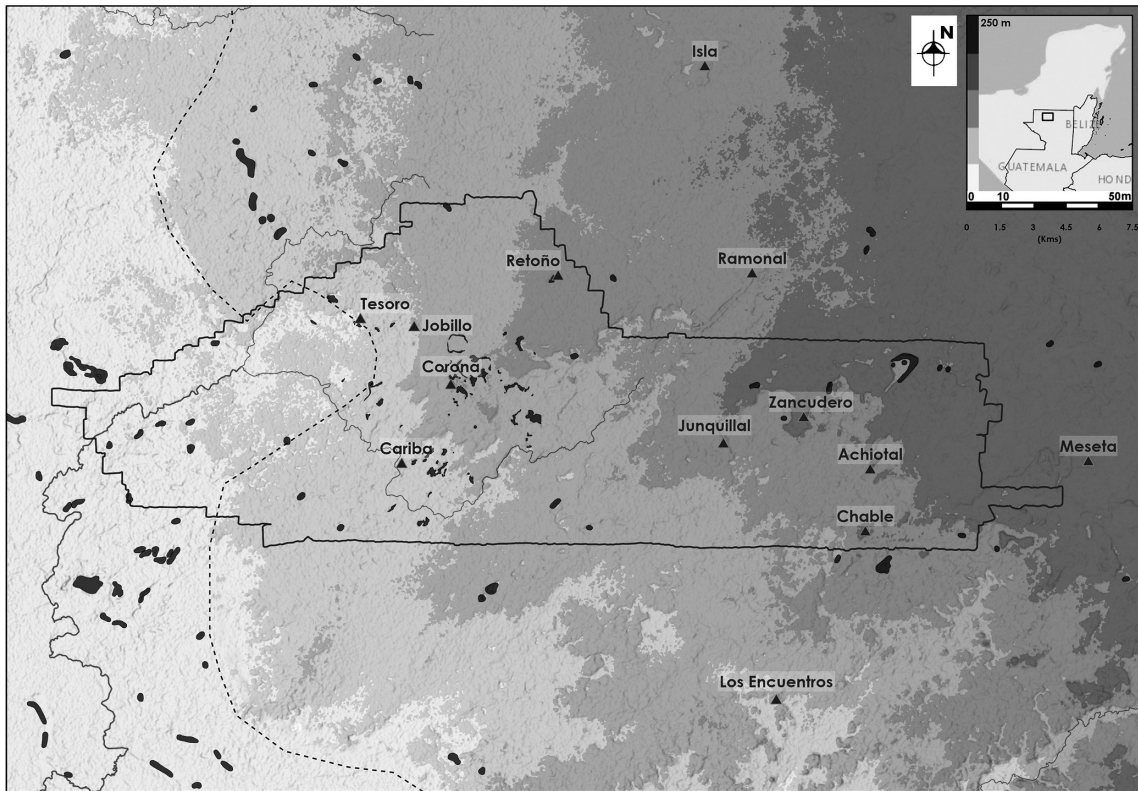 Isla
N
250 m
BELIZE
GUATEMALA
HOND
0 10 50m
0 1.5 3 4.5 6 7.5
(Kms)
Retoño
Ramonal
Tesoro
Jobillo
Corona
Zancudero
Junquillal
Cariba
Achiotal
Meseta
Chable
Los Encuentros